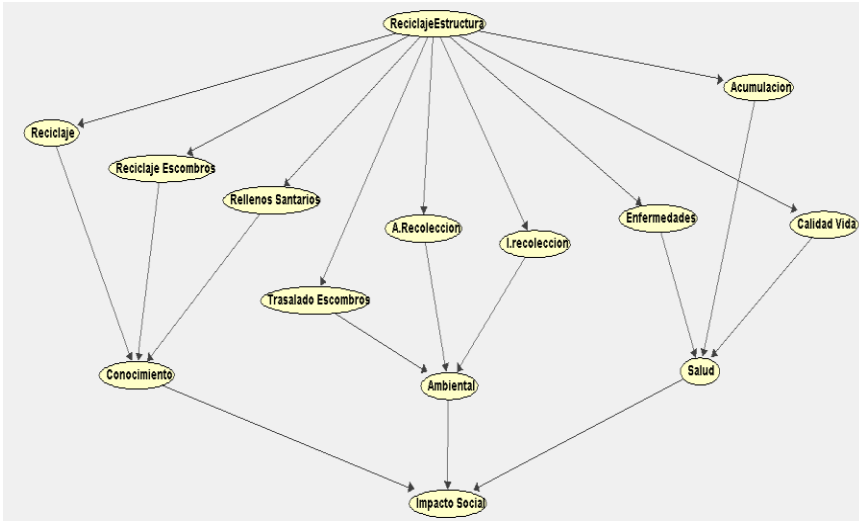 ReciclajeEstructura
Acumulacion
Reciclaje
Reciclaje Escombros
Rellenos Santarios
A.Recoleccion
I.recoleccion
Enfermedades
Calidad Vida
Trasalado Escombros
Conocimiento
Ambiental
Salud
Impacto Social